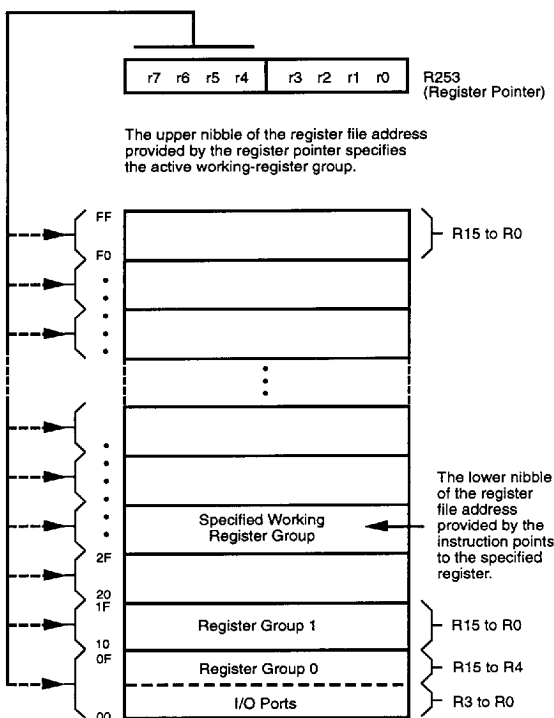 r7 r6 r5 r4 r3 r2 r1 r0
R253
(Register Pointer)
The upper nibble of the register file address
provided by the register pointer specifies
the active working-register group.
FF
R15 to R0
F0
Specified Working
Register Group
The lower nibble
of the register
file address
provided by the
instruction points
to the specified
register.
2F
20
1F
Register Group 1
R15 to R0
10
0F
Register Group 0
R15 to R4
I/O Ports
R3 to R0
00